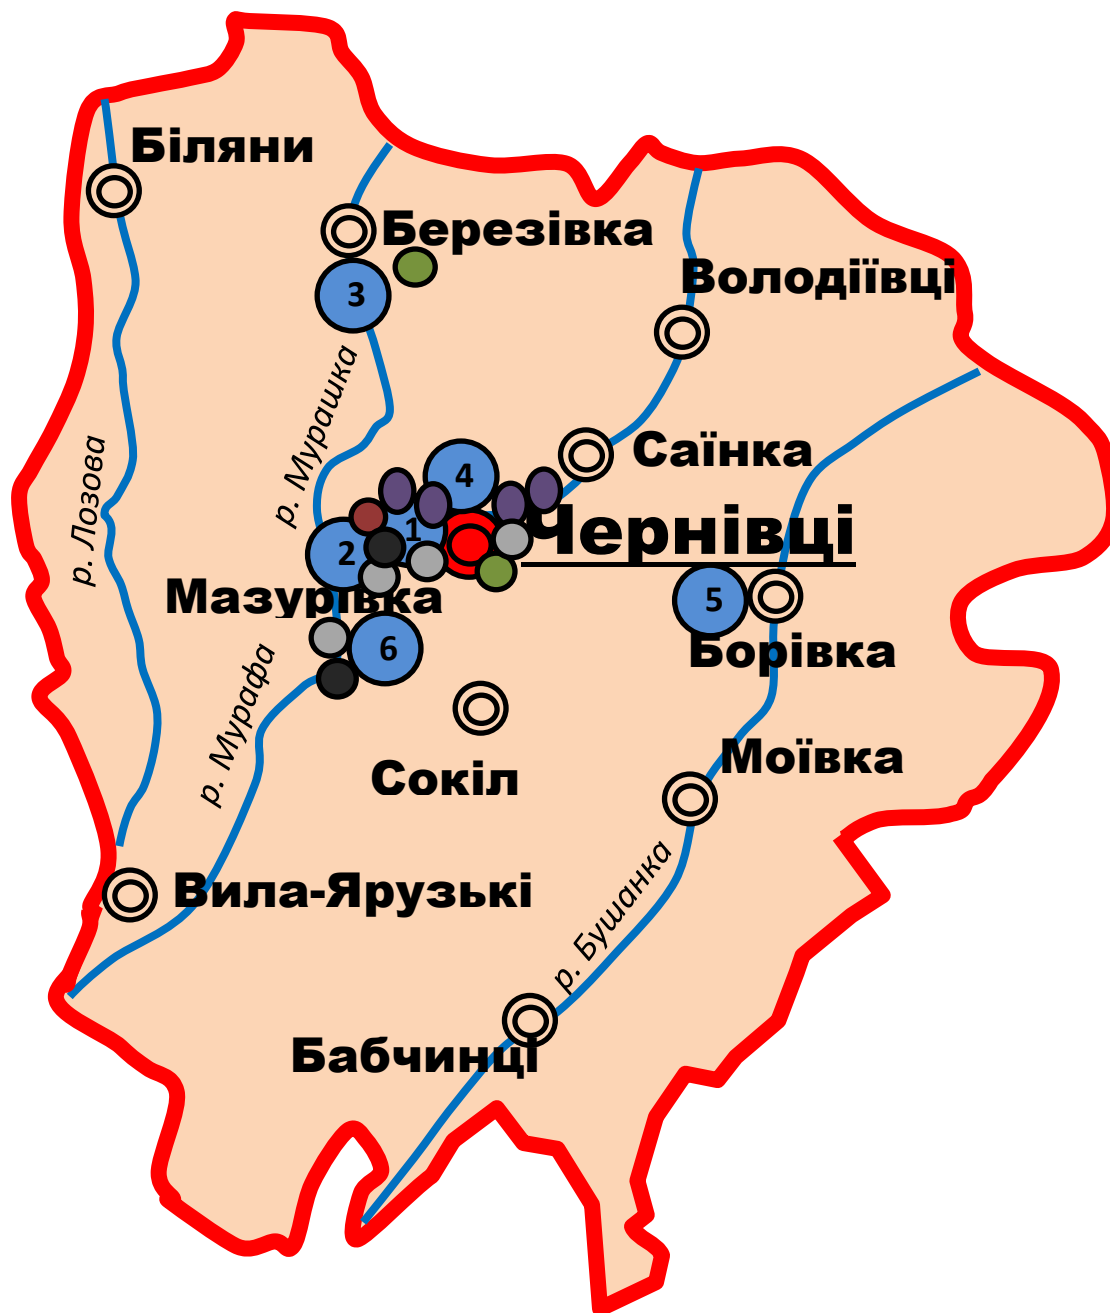 Біляни
Березівка
Володіївці
3
р. Мурашка
р. Лозова
Саїнка
4
1
Чернівці
2
Мазурівка
5
Борівка
6
р. Мурафа
Сокіл
Моївка
Вила-Ярузькі
р. Бушанка
Бабчинці